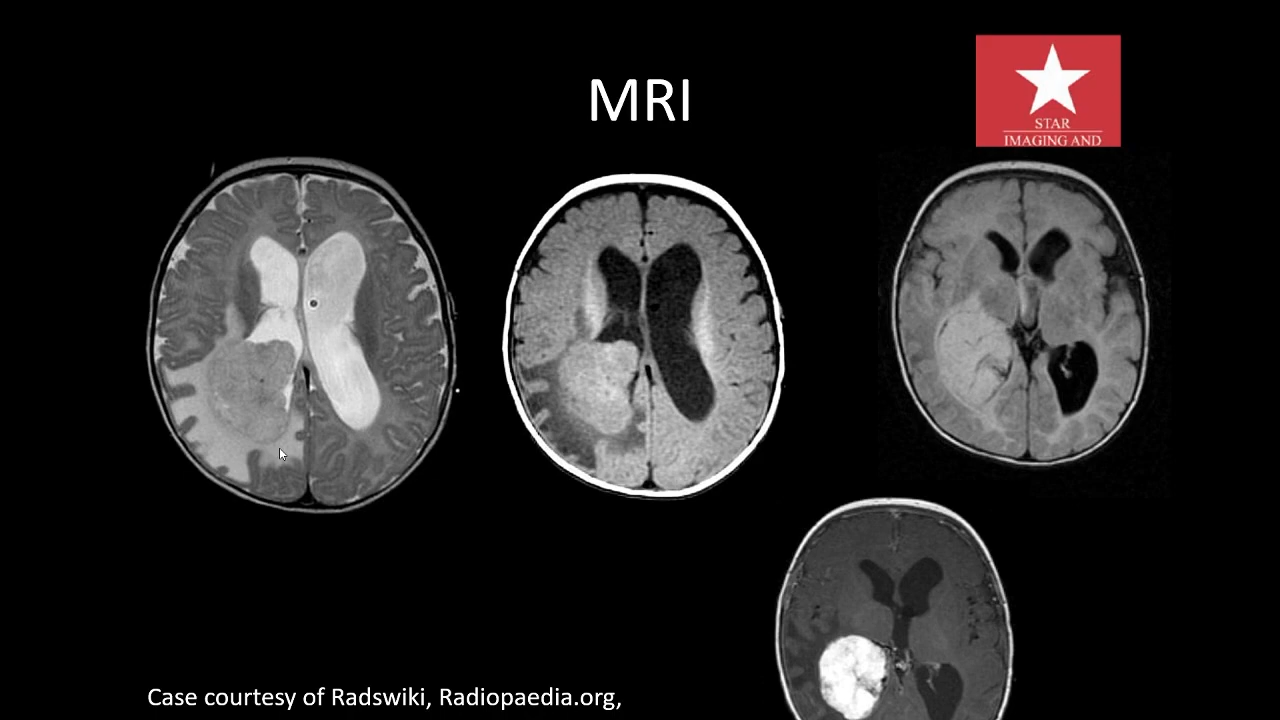 MRI
STAR
IMAGING AND
Case courtesy of Radswiki, Radiopaedia.org,